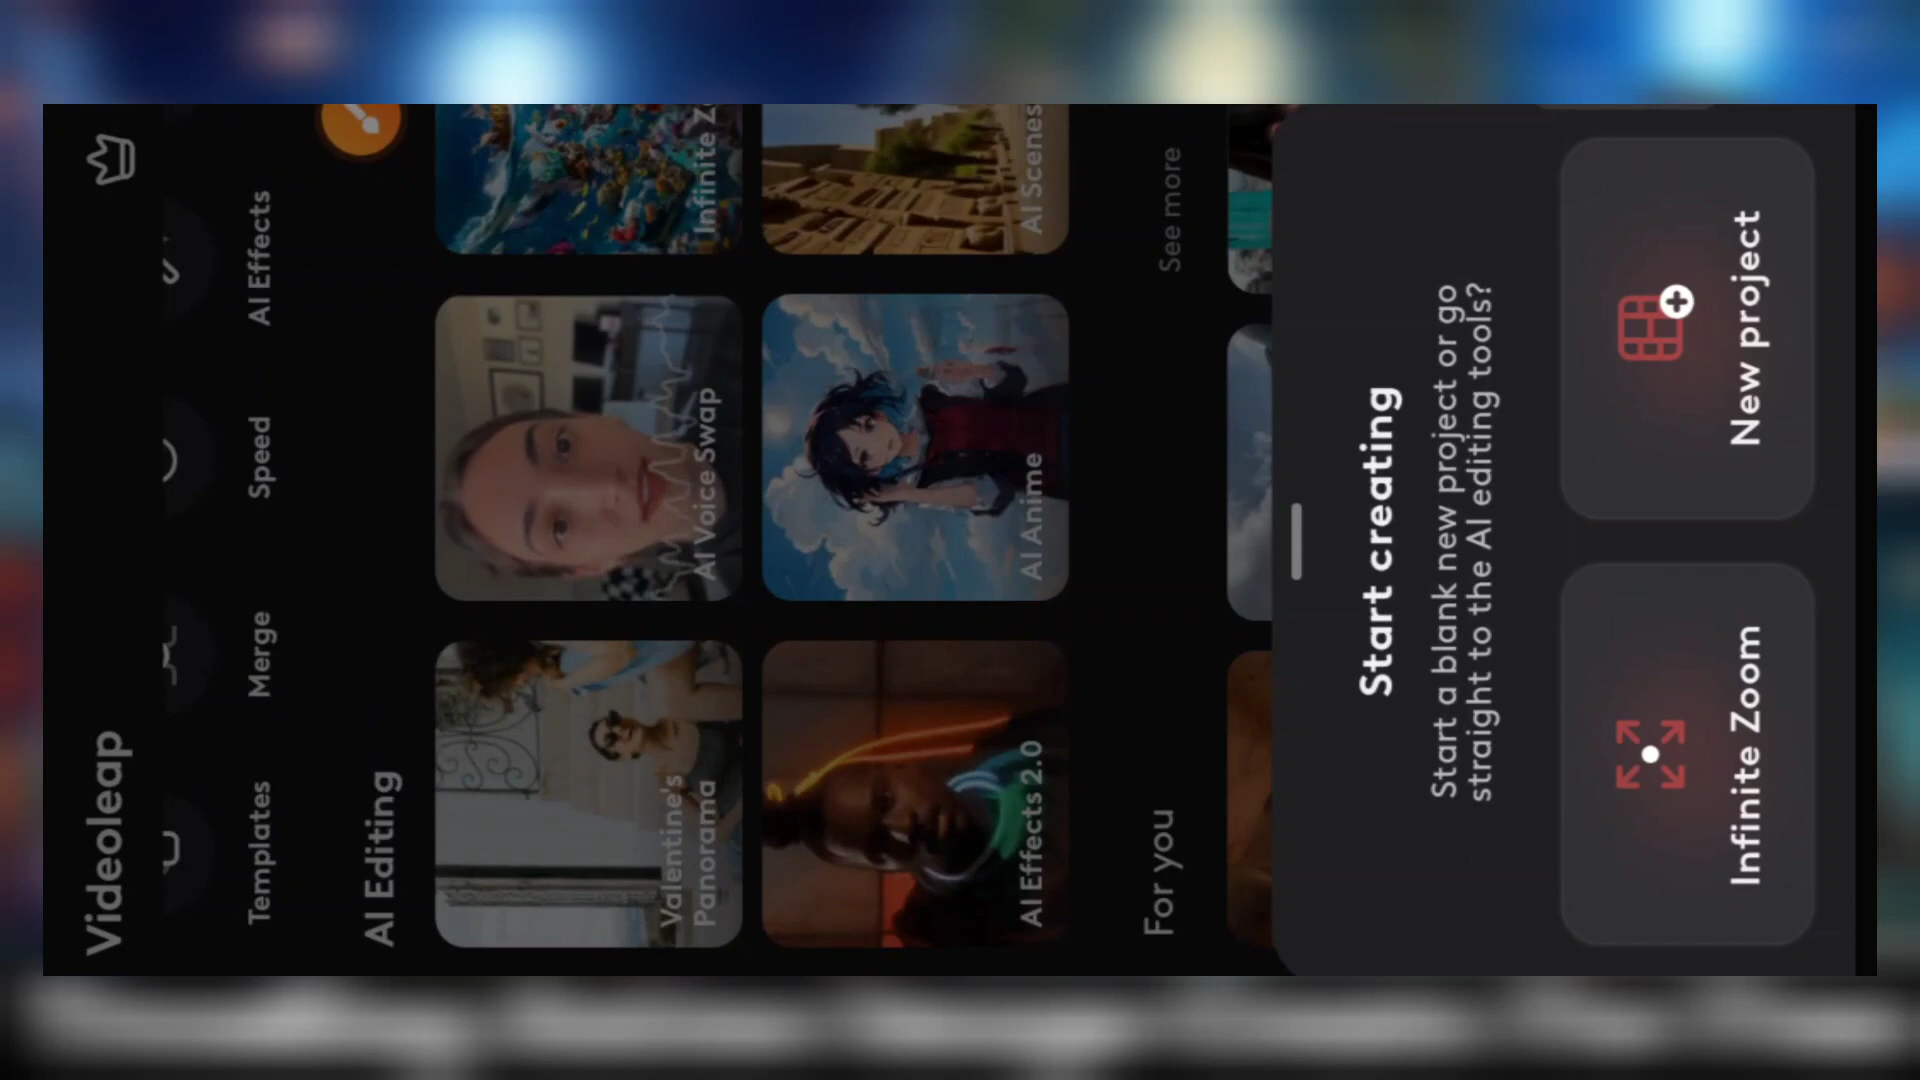 Videoleap
Templates
Merge
Speed
AI Effects
AI Editing
Valentine's
Panorama
AI Voice Swap
Infinite Z
AI Effects 2.0
AI Anime
AI Scenes
For you
See more
Start creating
Start a blank new project or go
straight to the AI editing tools?
Infinite Zoom
New project